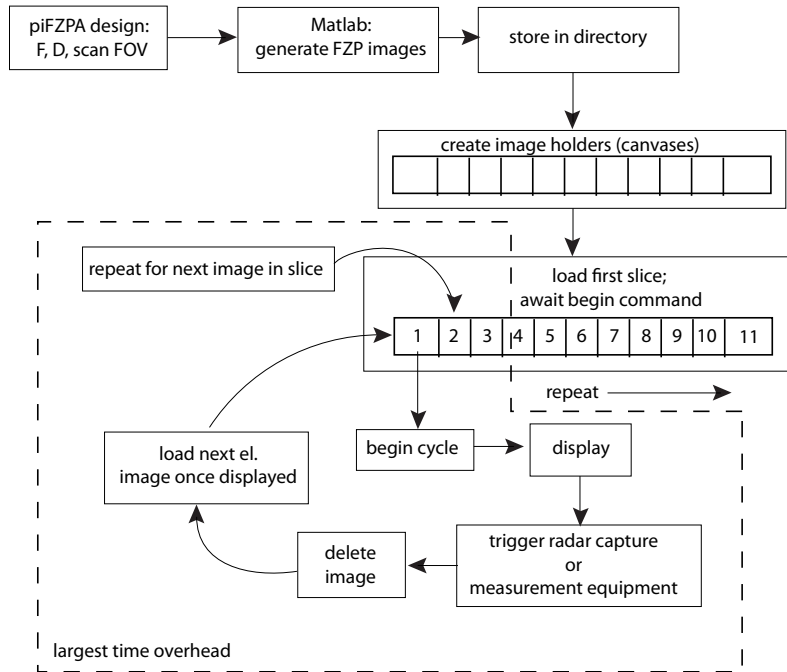 piFZPA design:
F, D, scan FOV
Matlab:
generate FZP images
store in directory
create image holders (canvases)
repeat for next image in slice
load first slice;
await begin command
1 2 3 4 5 6 7 8 9 10 11
repeat
begin cycle
display
load next el.
image once displayed
trigger radar capture
or
measurement equipment
delete
image
largest time overhead